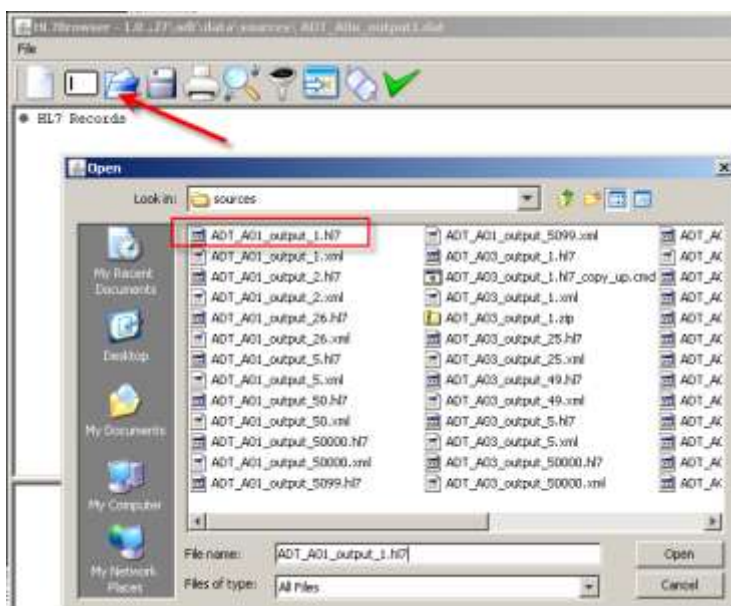 File
HL7 Records
Open
Look in:
sources
My Recent
Documents
Desktop
My Documents
My Computer
My Network
Places
ADT_A01_output_1.hl7
ADT_A01_output_1.xml
ADT_A01_output_2.hl7
ADT_A01_output_2.xml
ADT_A01_output_26.hl7
ADT_A01_output_26.xml
ADT_A01_output_5.hl7
ADT_A01_output_5.xml
ADT_A01_output_50.hl7
ADT_A01_output_50.xml
ADT_A01_output_50000.hl7
ADT_A01_output_50000.xml
ADT_A01_output_5099.hl7
ADT_A01_output_5099.xml
ADT_A03_output_1.hl7
ADT_A03_output_1.hl7_copy_up.cmd
ADT_A03_output_1.xml
ADT_A03_output_1.zip
ADT_A03_output_25.hl7
ADT_A03_output_25.xml
ADT_A03_output_49.hl7
ADT_A03_output_49.xml
ADT_A03_output_5.hl7
ADT_A03_output_5.xml
ADT_A03_output_50000.hl7
ADT_A03_output_50000.xml
File name:
ADT_A01_output_1.hl7
Open
Files of type:
All Files
Cancel